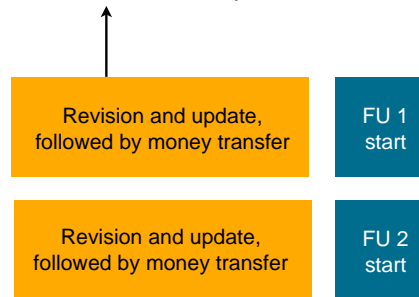 Revision and update,
followed by money transfer
FU 1
start
Revision and update,
followed by money transfer
FU 2
start